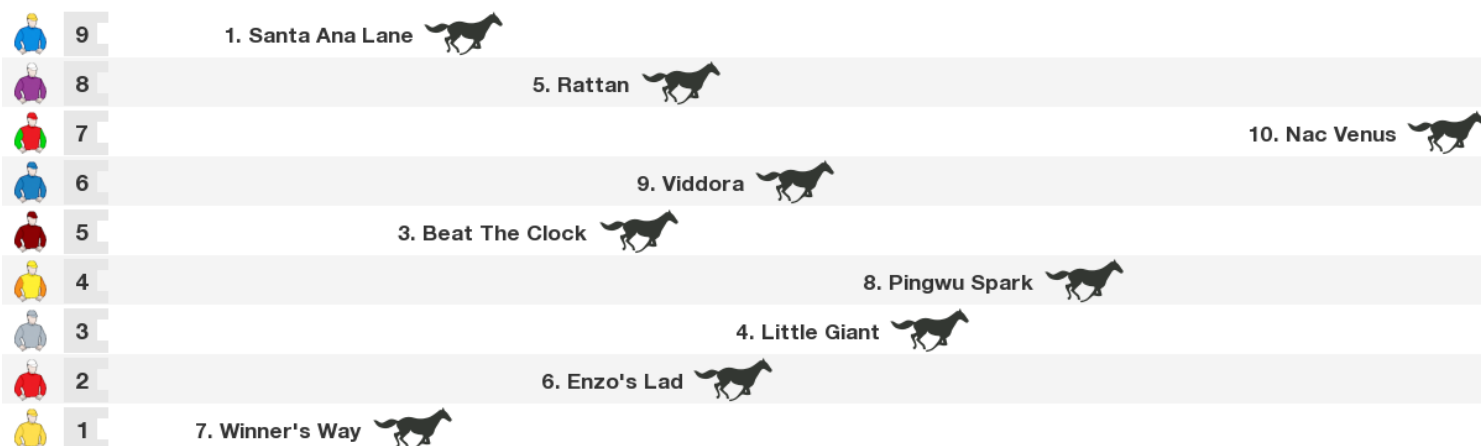 9 1. Santa Ana Lane
8 5. Rattan
7 10. Nac Venus
6 9. Viddora
5 3. Beat The Clock
4 8. Pingwu Spark
3 4. Little Giant
2 6. Enzo's Lad
1 7. Winner's Way